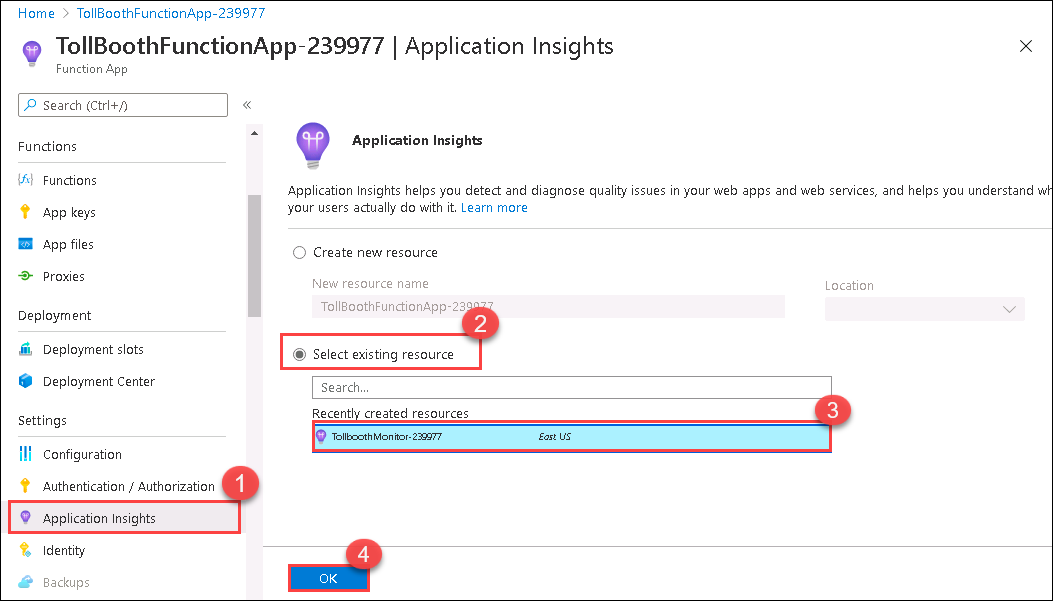 Home > TollBoothFunctionApp-239977
TollBoothFunctionApp-239977 | Application Insights
Function App
Search (Ctrl+/)
«
Functions
Functions
App keys
App files
Proxies
Deployment
Deployment slots
Deployment Center
Settings
Configuration
Authentication / Authorization
1
Application Insights
Identity
Backups
Application Insights
Application Insights helps you detect and diagnose quality issues in your web apps and web services, and helps you understand wh
your users actually do with it. Learn more
Create new resource
New resource name
Location
TollBoothFunctionApp-239977
2
Select existing resource
Search...
Recently created resources
3
TollboothMonitor-239977 East US
4
OK